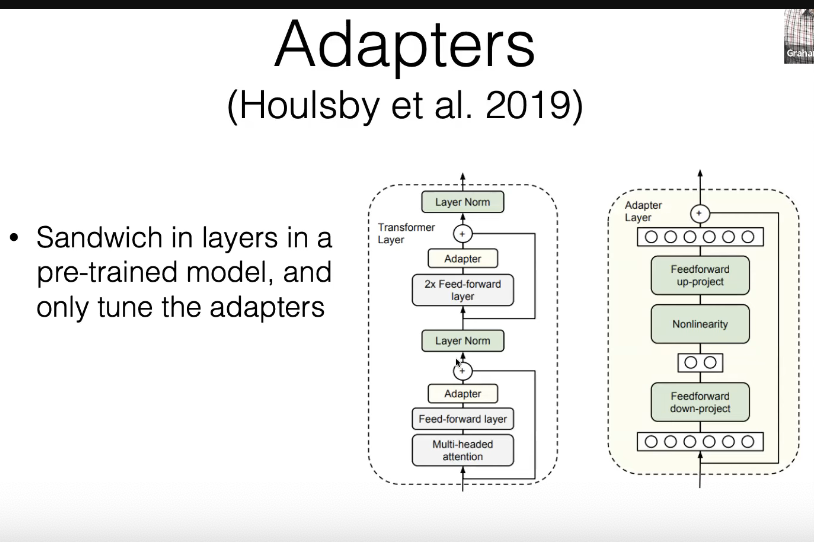 Adapters
(Houlsby et al. 2019)
• Sandwich in layers in a
pre-trained model, and
only tune the adapters
Layer Norm
Transformer
Layer
+
Adapter
2x Feed-forward
layer
Layer Norm
+
Adapter
Feed-forward layer
Multi-headed
attention
Adapter
Layer
+
Feedforward
up-project
Nonlinearity
Feedforward
down-project